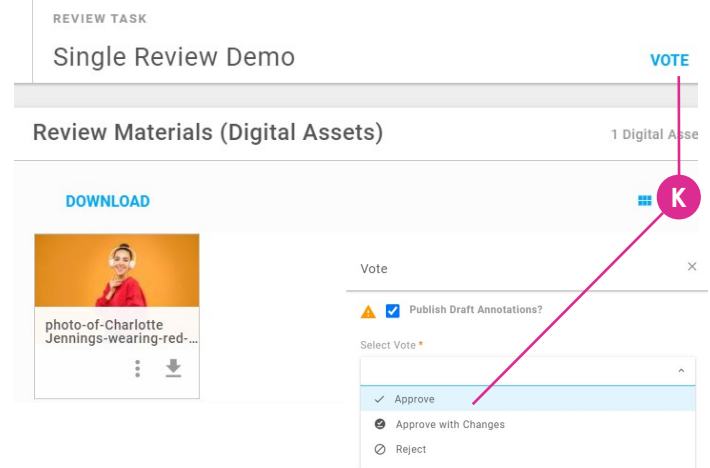 REVIEW TASK
Single Review Demo
VOTE
Review Materials (Digital Assets)
1 Digital Asse
DOWNLOAD
K
photo-of-Charlotte
Jennings-wearing-red-...
Vote
Publish Draft Annotations?
Select Vote *
Approve
Approve with Changes
Reject